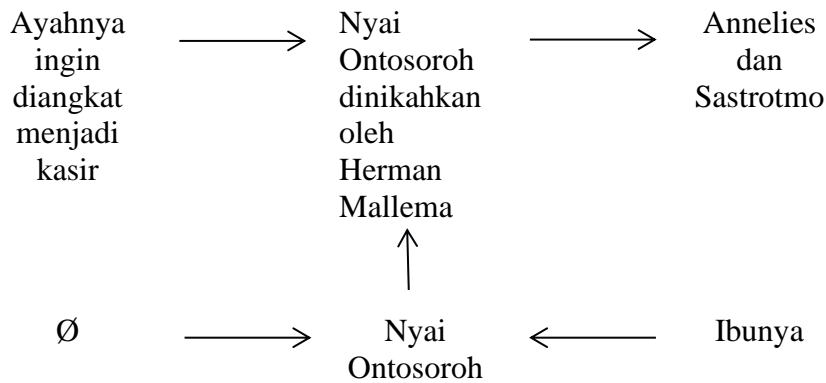 Ayahnya
ingin
diangkat
menjadi
kasir
Nyai
Ontosoroh
dinikahkan
oleh
Herman
Mallema
Annelies
dan
Sastrotmo
Ø
Nyai
Ontosoroh
Ibunya